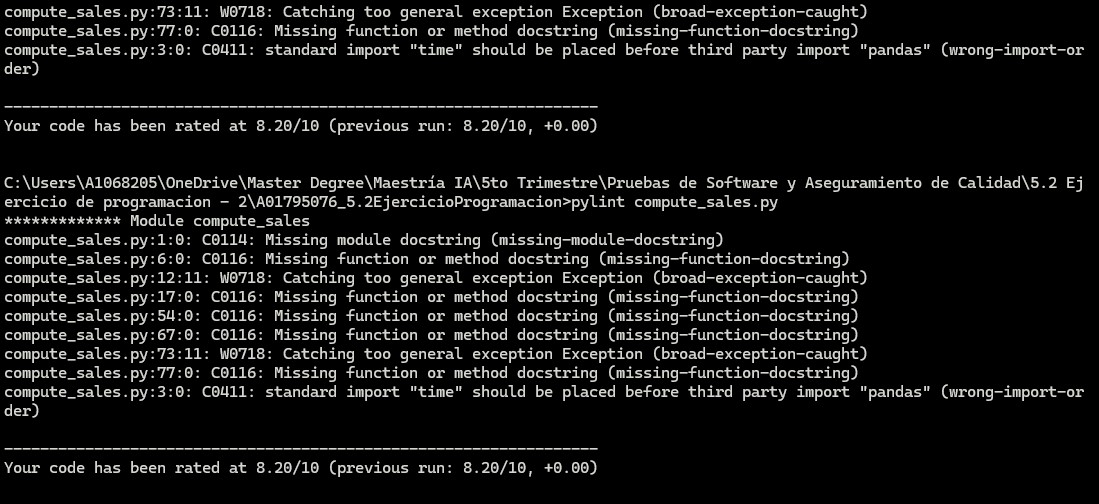 compute_sales.py:73:11: W0718: Catching too general exception Exception (broad-exception-caught)
compute_sales.py:77:0: C0116: Missing function or method docstring (missing-function-docstring)
compute_sales.py:3:0: C0411: standard import "time" should be placed before third party import "pandas" (wrong-import-or
der)
------------------------------------------------------------------
Your code has been rated at 8.20/10 (previous run: 8.20/10, +0.00)
C:\Users\A1068205\OneDrive\Master Degree\Maestría IA\5to Trimestre\Pruebas de Software y Aseguramiento de Calidad\5.2 Ej
ercicio de programacion - 2\A01795076_5.2EjercicioProgramacion>pylint compute_sales.py
************* Module compute_sales
compute_sales.py:1:0: C0114: Missing module docstring (missing-module-docstring)
compute_sales.py:6:0: C0116: Missing function or method docstring (missing-function-docstring)
compute_sales.py:12:11: W0718: Catching too general exception Exception (broad-exception-caught)
compute_sales.py:17:0: C0116: Missing function or method docstring (missing-function-docstring)
compute_sales.py:54:0: C0116: Missing function or method docstring (missing-function-docstring)
compute_sales.py:67:0: C0116: Missing function or method docstring (missing-function-docstring)
compute_sales.py:73:11: W0718: Catching too general exception Exception (broad-exception-caught)
compute_sales.py:77:0: C0116: Missing function or method docstring (missing-function-docstring)
compute_sales.py:3:0: C0411: standard import "time" should be placed before third party import "pandas" (wrong-import-or
der)
------------------------------------------------------------------
Your code has been rated at 8.20/10 (previous run: 8.20/10, +0.00)